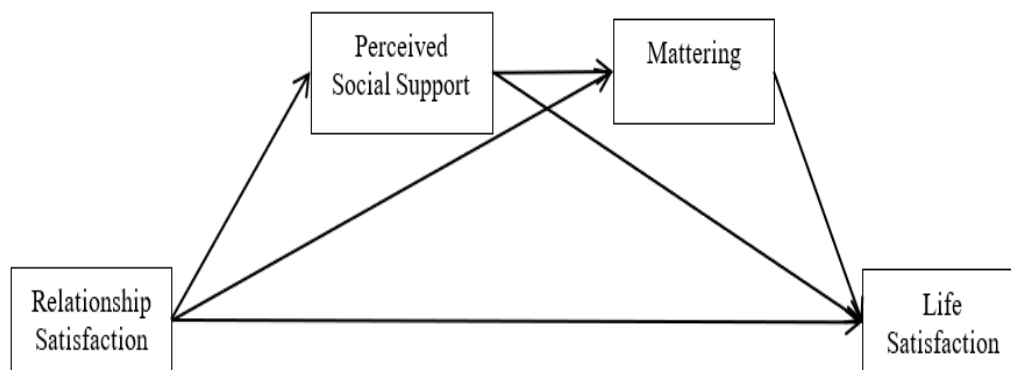 Perceived
Social Support
Mattering
Relationship
Satisfaction
Life
Satisfaction